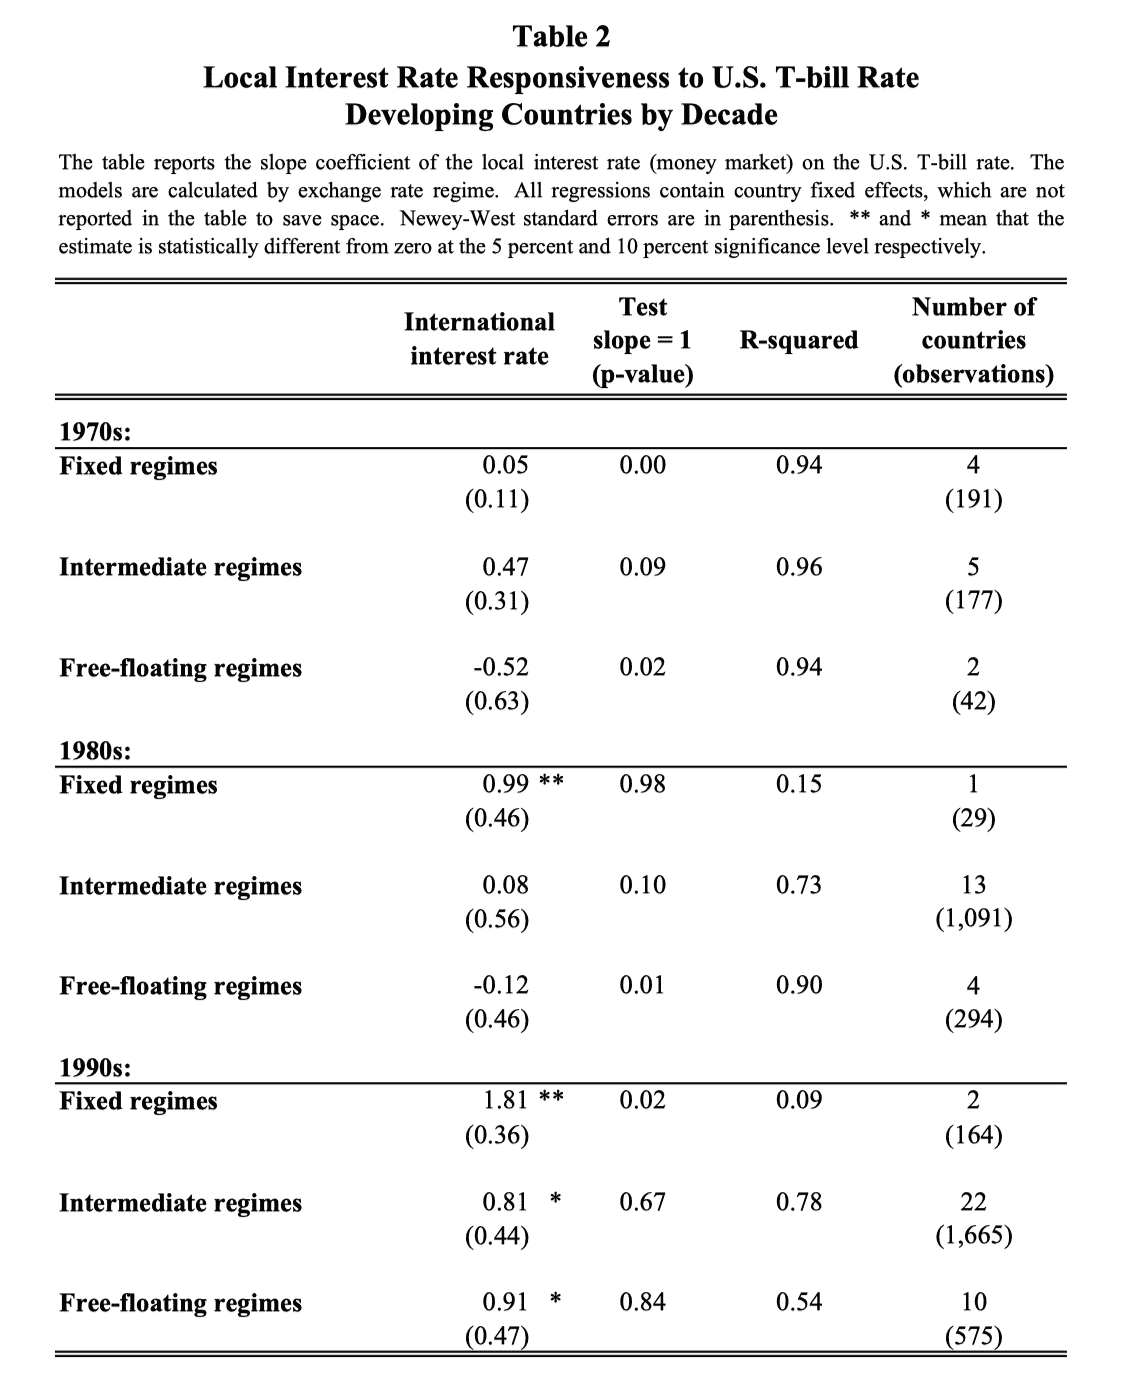 Table 2
Local Interest Rate Responsiveness to U.S. T-bill Rate
Developing Countries by Decade
The table reports the slope coefficient of the local interest rate (money market) on the U.S. T-bill rate. The
models are calculated by exchange rate regime. All regressions contain country fixed effects, which are not
reported in the table to save space. Newey-West standard errors are in parenthesis. ** and * mean that the
estimate is statistically different from zero at the 5 percent and 10 percent significance level respectively.
International interest rate Test slope = 1 (p-value) R-squared Number of countries (observations)
1970s:
Fixed regimes 0.05 0.00 0.94 4
(0.11) (191)
Intermediate regimes 0.47 0.09 0.96 5
(0.31) (177)
Free-floating regimes -0.52 0.02 0.94 2
(0.63) (42)
1980s:
Fixed regimes 0.99 ** 0.98 0.15 1
(0.46) (29)
Intermediate regimes 0.08 0.10 0.73 13
(0.56) (1,091)
Free-floating regimes -0.12 0.01 0.90 4
(0.46) (294)
1990s:
Fixed regimes 1.81 ** 0.02 0.09 2
(0.36) (164)
Intermediate regimes 0.81 * 0.67 0.78 22
(0.44) (1,665)
Free-floating regimes 0.91 * 0.84 0.54 10
(0.47) (575)